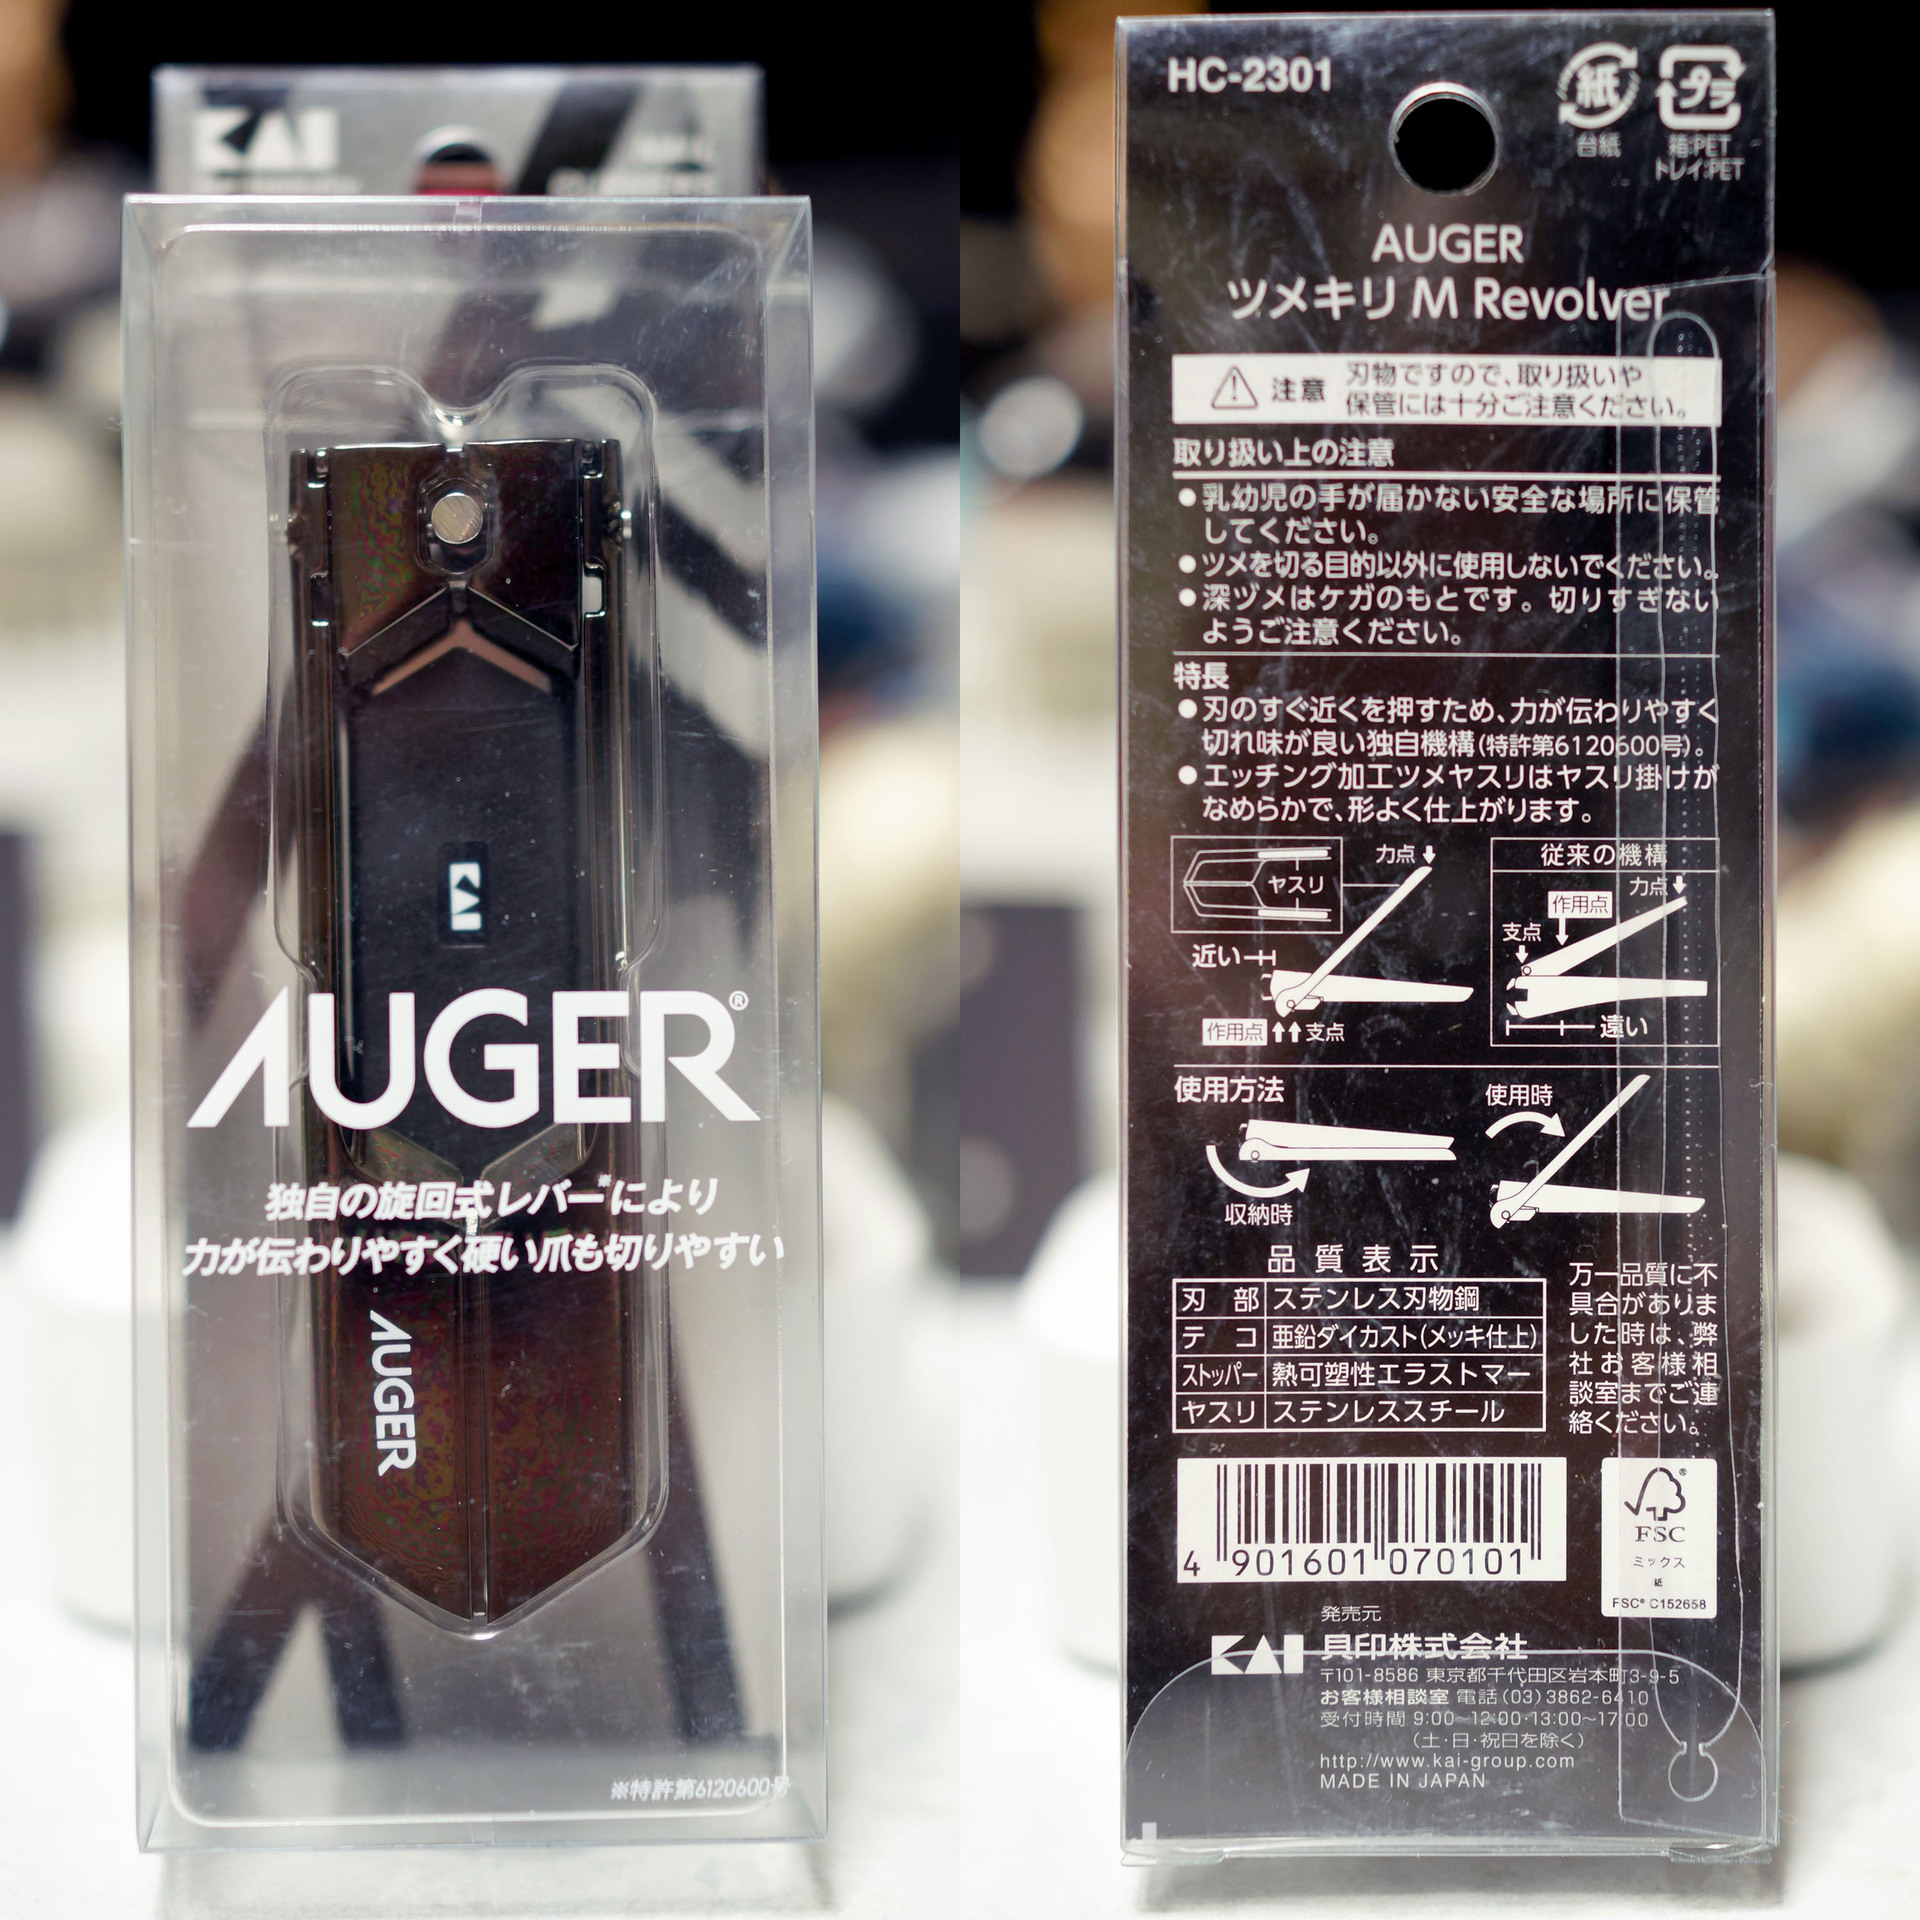 KAI
KAI
AUGER®
独自の旋回式レバー※により
力が伝わりやすく硬い爪も切りやすい
AUGER
※特許第6120600号
HC-2301
紙
プラ
台紙
箱:PET
トレイ:PET
AUGER
ツメキリ M Revolver
注意
刃物ですので、取り扱いや
保管には十分ご注意ください。
取り扱い上の注意
●乳幼児の手が届かない安全な場所に保管
してください。
●ツメを切る目的以外に使用しないでください。
●深ヅメはケガのもとです。切りすぎない
ようご注意ください。
特長
●刃のすぐ近くを押すため、力が伝わりやすく
切れ味が良い独自機構(特許第6120600号)。
●エッチング加工ツメヤスリはヤスリ掛けが
なめらかで、形よく仕上がります。
ヤスリ
力点
近い
作用点
支点
従来の機構
力点
作用点
支点
遠い
使用方法
収納時
使用時
品質表示
刃部 ステンレス刃物鋼
テコ 亜鉛ダイカスト(メッキ仕上)
ストッパー 熱可塑性エラストマー
ヤスリ ステンレススチール
万一品質に不
具合がありま
した時は、弊
社お客様相
談室までご連
絡ください。
4 901601 070101
FSC
ミックス
紙
FSC® C152658
発売元
KAI 貝印株式会社
〒101-8586 東京都千代田区岩本町3-9-5
お客様相談室 電話(03)3862-6410
受付時間 9:00~12:00・13:00~17:00
(土・日・祝日を除く)
http://www.kai-group.com
MADE IN JAPAN